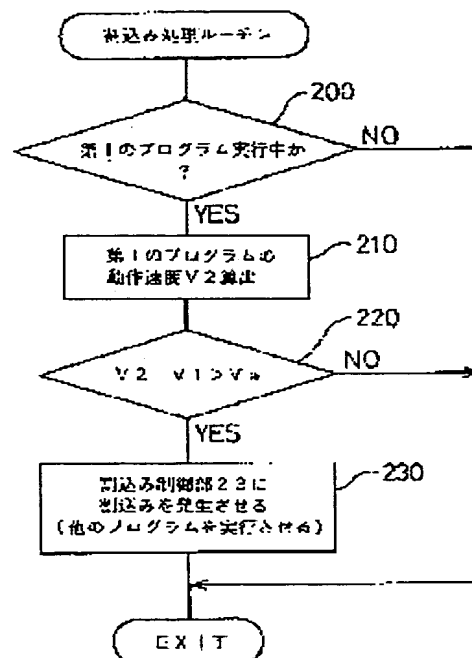 割込み処理ルーチン
200
第1のプログラム実行中か
?
NO
YES
第1のプログラムの
動作速度V2算出
210
220
V2 V1>Va
NO
YES
割込み制御部23に
割込みを発生させる
(他のプログラムを実行させる)
230
EXIT